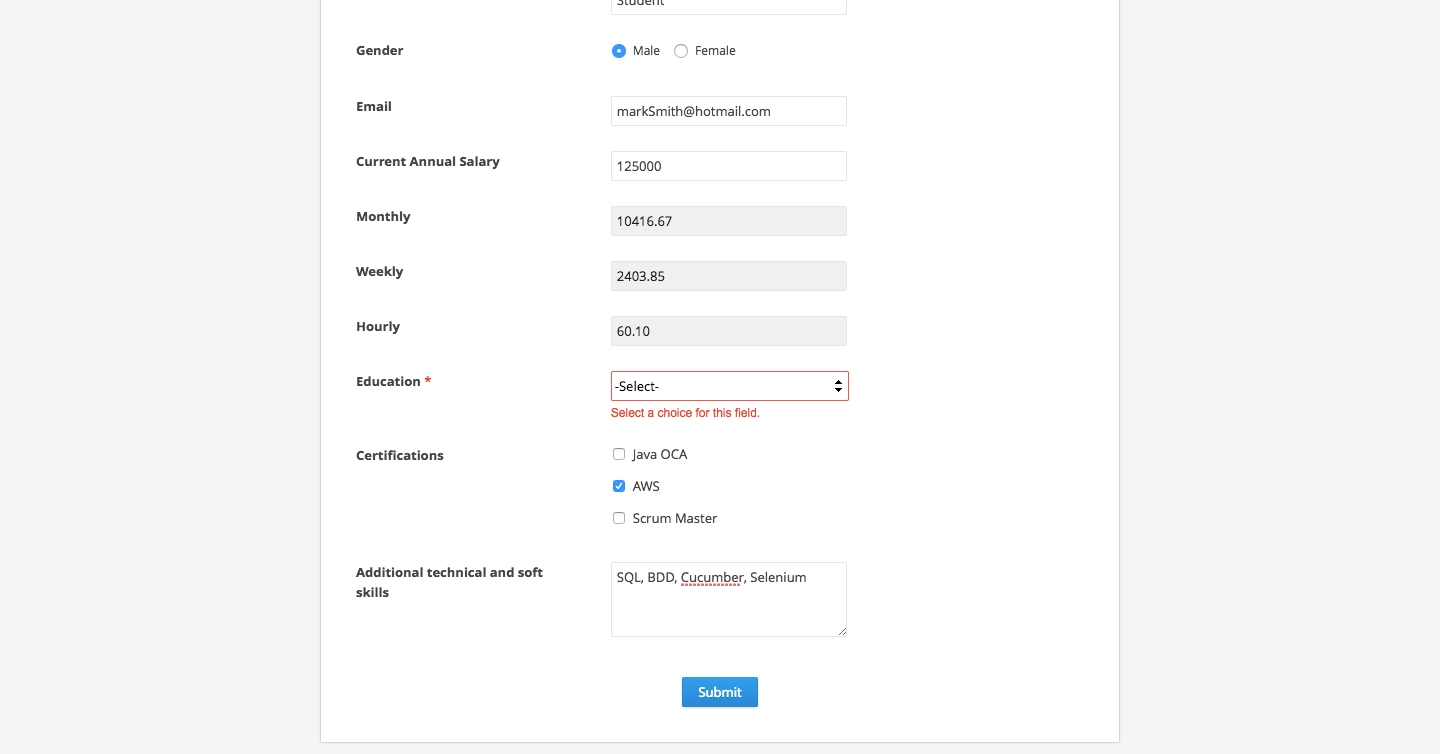 Student
Gender
Male Female
Email
markSmith@hotmail.com
Current Annual Salary
125000
Monthly
10416.67
Weekly
2403.85
Hourly
60.10
Education *
-Select-
Select a choice for this field.
Certifications
Java OCA
AWS
Scrum Master
Additional technical and soft
skills
SQL, BDD, Cucumber, Selenium
Submit